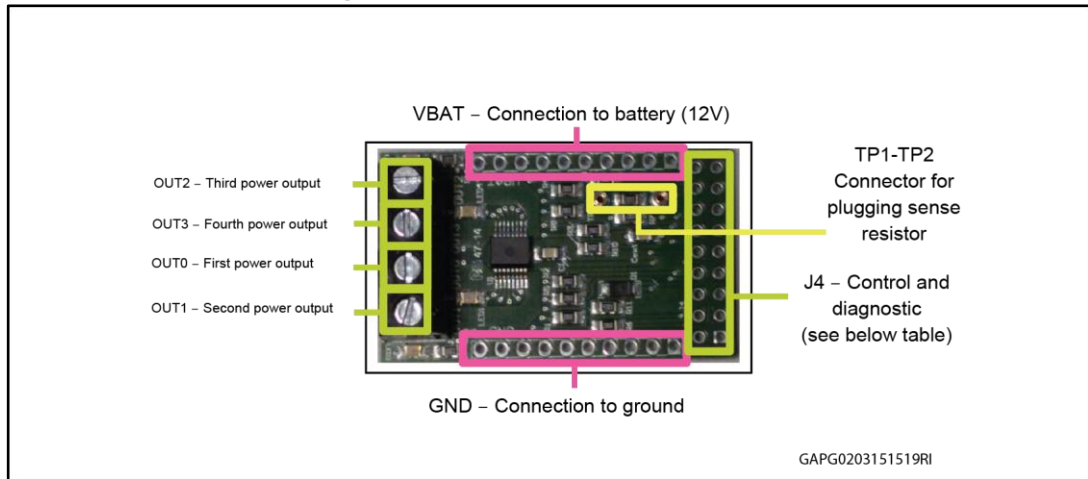 VBAT – Connection to battery (12V)
OUT2 – Third power output
OUT3 – Fourth power output
OUT0 – First power output
OUT1 – Second power output
TP1-TP2
Connector for
plugging sense
resistor
J4 – Control and
diagnostic
(see below table)
GND – Connection to ground
GAPG0203151519RI